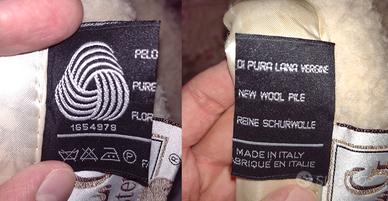 PELO
PURE
FLOR
1654979
FA
®
DI PURA LANA VERGINE
NEW WOOL PILE
REINE SCHURWOLLE
MADE IN ITALY
FABRIQUE EN ITALIE